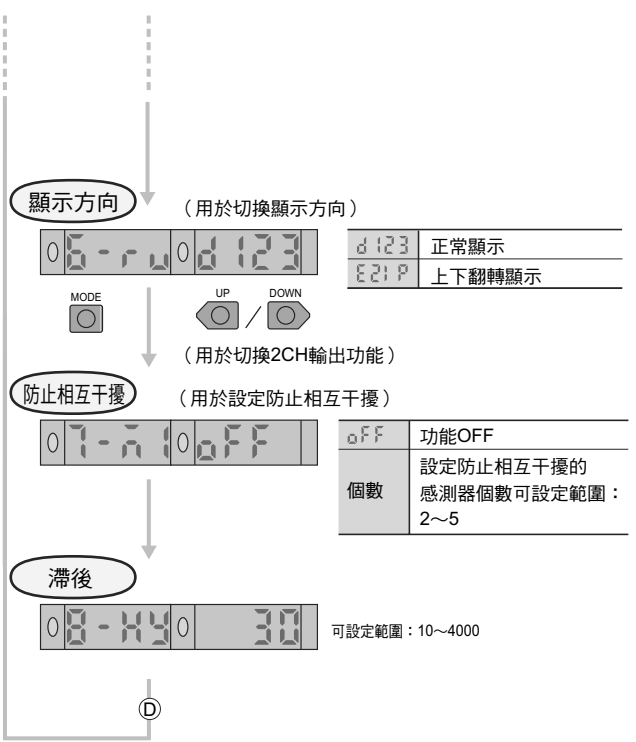 顯示方向
（用於切換顯示方向）
6-rv d123
d123 正常顯示
E21P 上下翻轉顯示
MODE UP DOWN
/
（用於切換2CH輸出功能）
防止相互干擾
（用於設定防止相互干擾）
7-m1 oFF
oFF 功能OFF
個數 設定防止相互干擾的
感測器個數可設定範圍：
2～5
滯後
8-HY 30
可設定範圍：10～4000
D